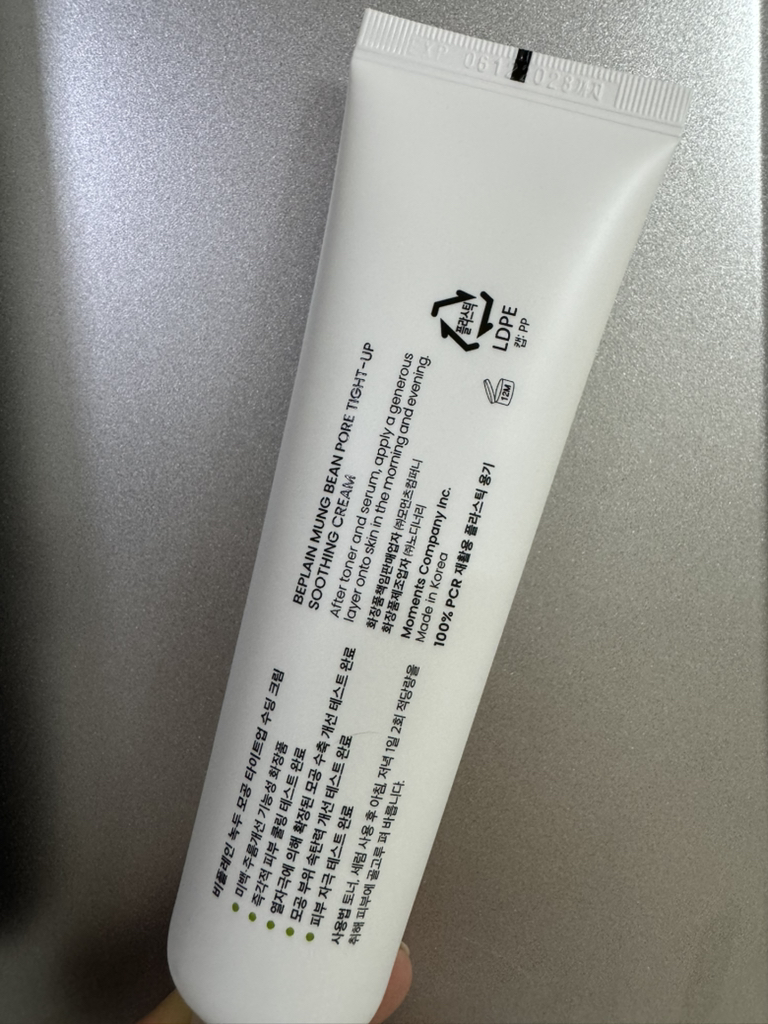 비플레인 녹두 모공 타이트업 수딩 크림
• 미백·주름개선 기능성 화장품
• 즉각적 피부 쿨링 테스트 완료
• 열자극에 의해 확장된 모공 수축 개선 테스트 완료
• 모공 부위 속탄력 개선 테스트 완료
• 피부 자극 테스트 완료
사용법 토너, 세럼 사용 후 아침, 저녁 1일 2회 적당량을
취해 피부에 골고루 펴 바릅니다.
BEPLAIN MUNG BEAN PORE TIGHT-UP
SOOTHING CREAM
After toner and serum, apply a generous
layer onto skin in the morning and evening.
화장품책임판매업자 ㈜모먼츠컴퍼니
화장품제조업자 ㈜노디너리
Moments Company Inc.
Made in Korea
100% PCR 재활용 플라스틱 용기
12M
플라스틱
LDPE
캡: PP
EXP